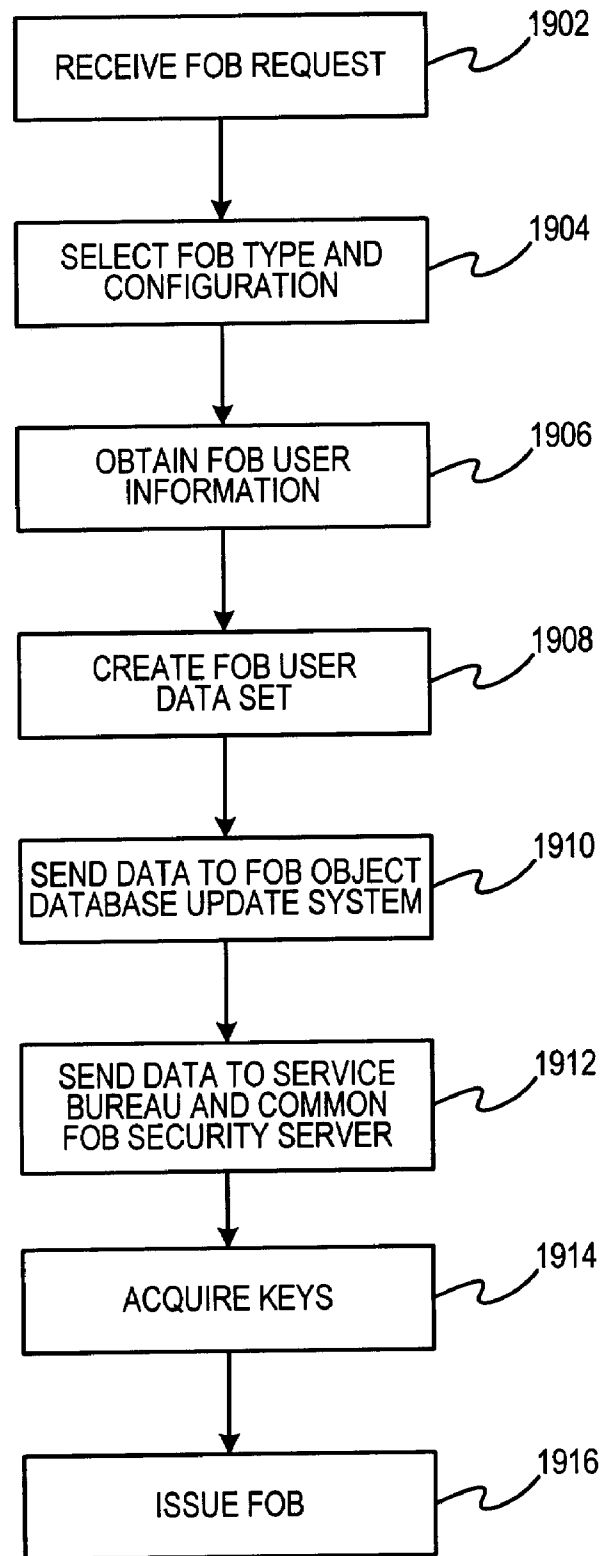 1902
RECEIVE FOB REQUEST
1904
SELECT FOB TYPE AND
CONFIGURATION
1906
OBTAIN FOB USER
INFORMATION
1908
CREATE FOB USER
DATA SET
1910
SEND DATA TO FOB OBJECT
DATABASE UPDATE SYSTEM
1912
SEND DATA TO SERVICE
BUREAU AND COMMON
FOB SECURITY SERVER
1914
ACQUIRE KEYS
1916
ISSUE FOB